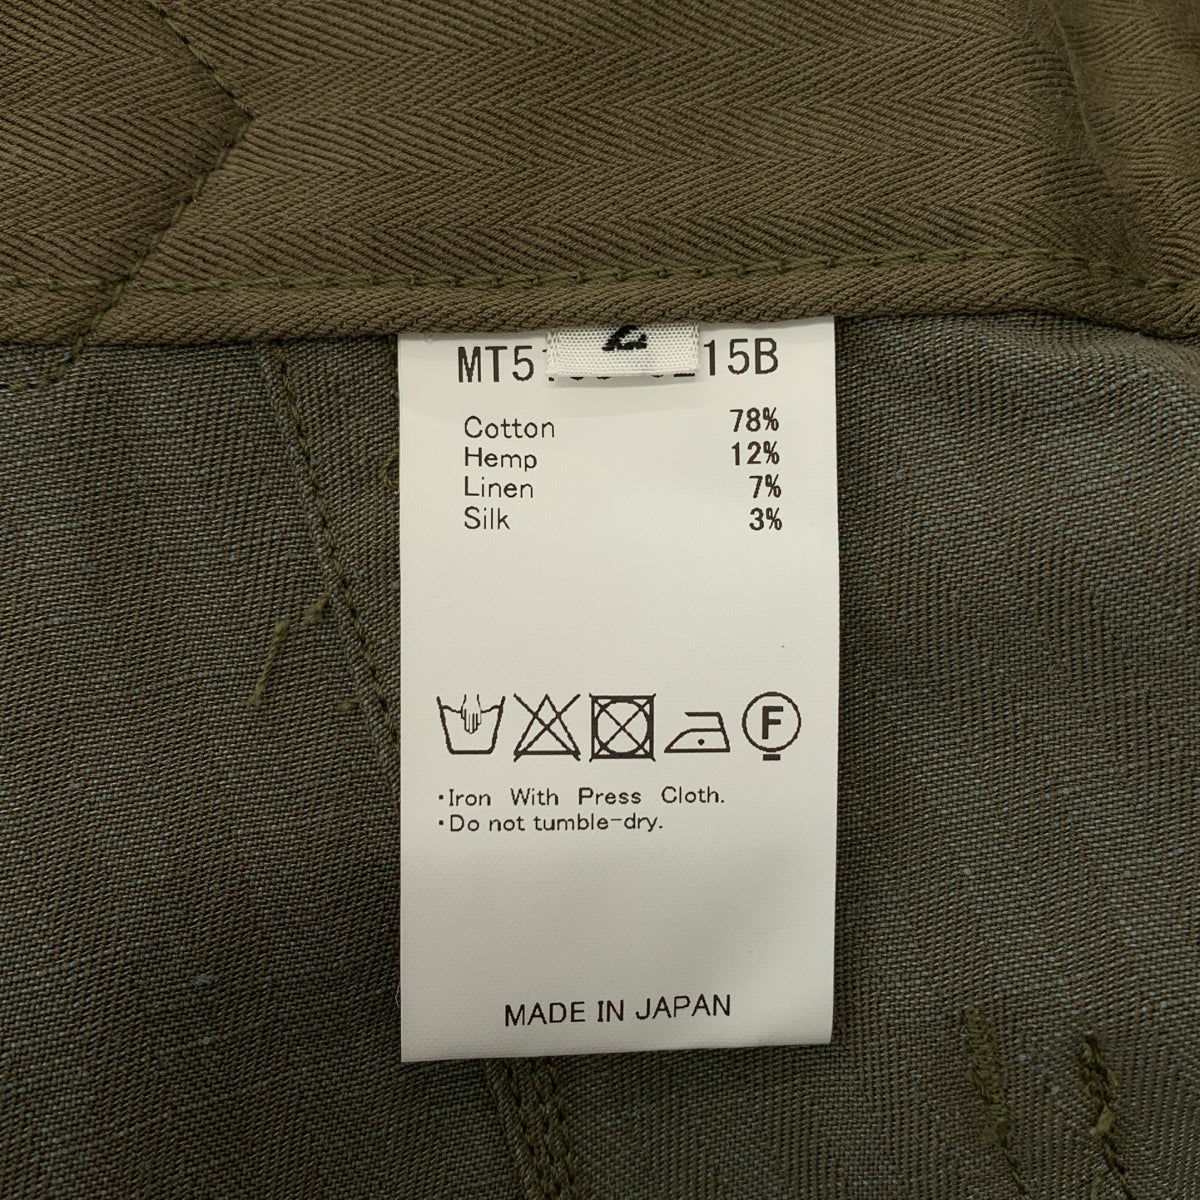 2
15B
Cotton 78%
Hemp 12%
Linen 7%
Silk 3%
F
・Iron With Press Cloth.
・Do not tumble-dry.
MADE IN JAPAN